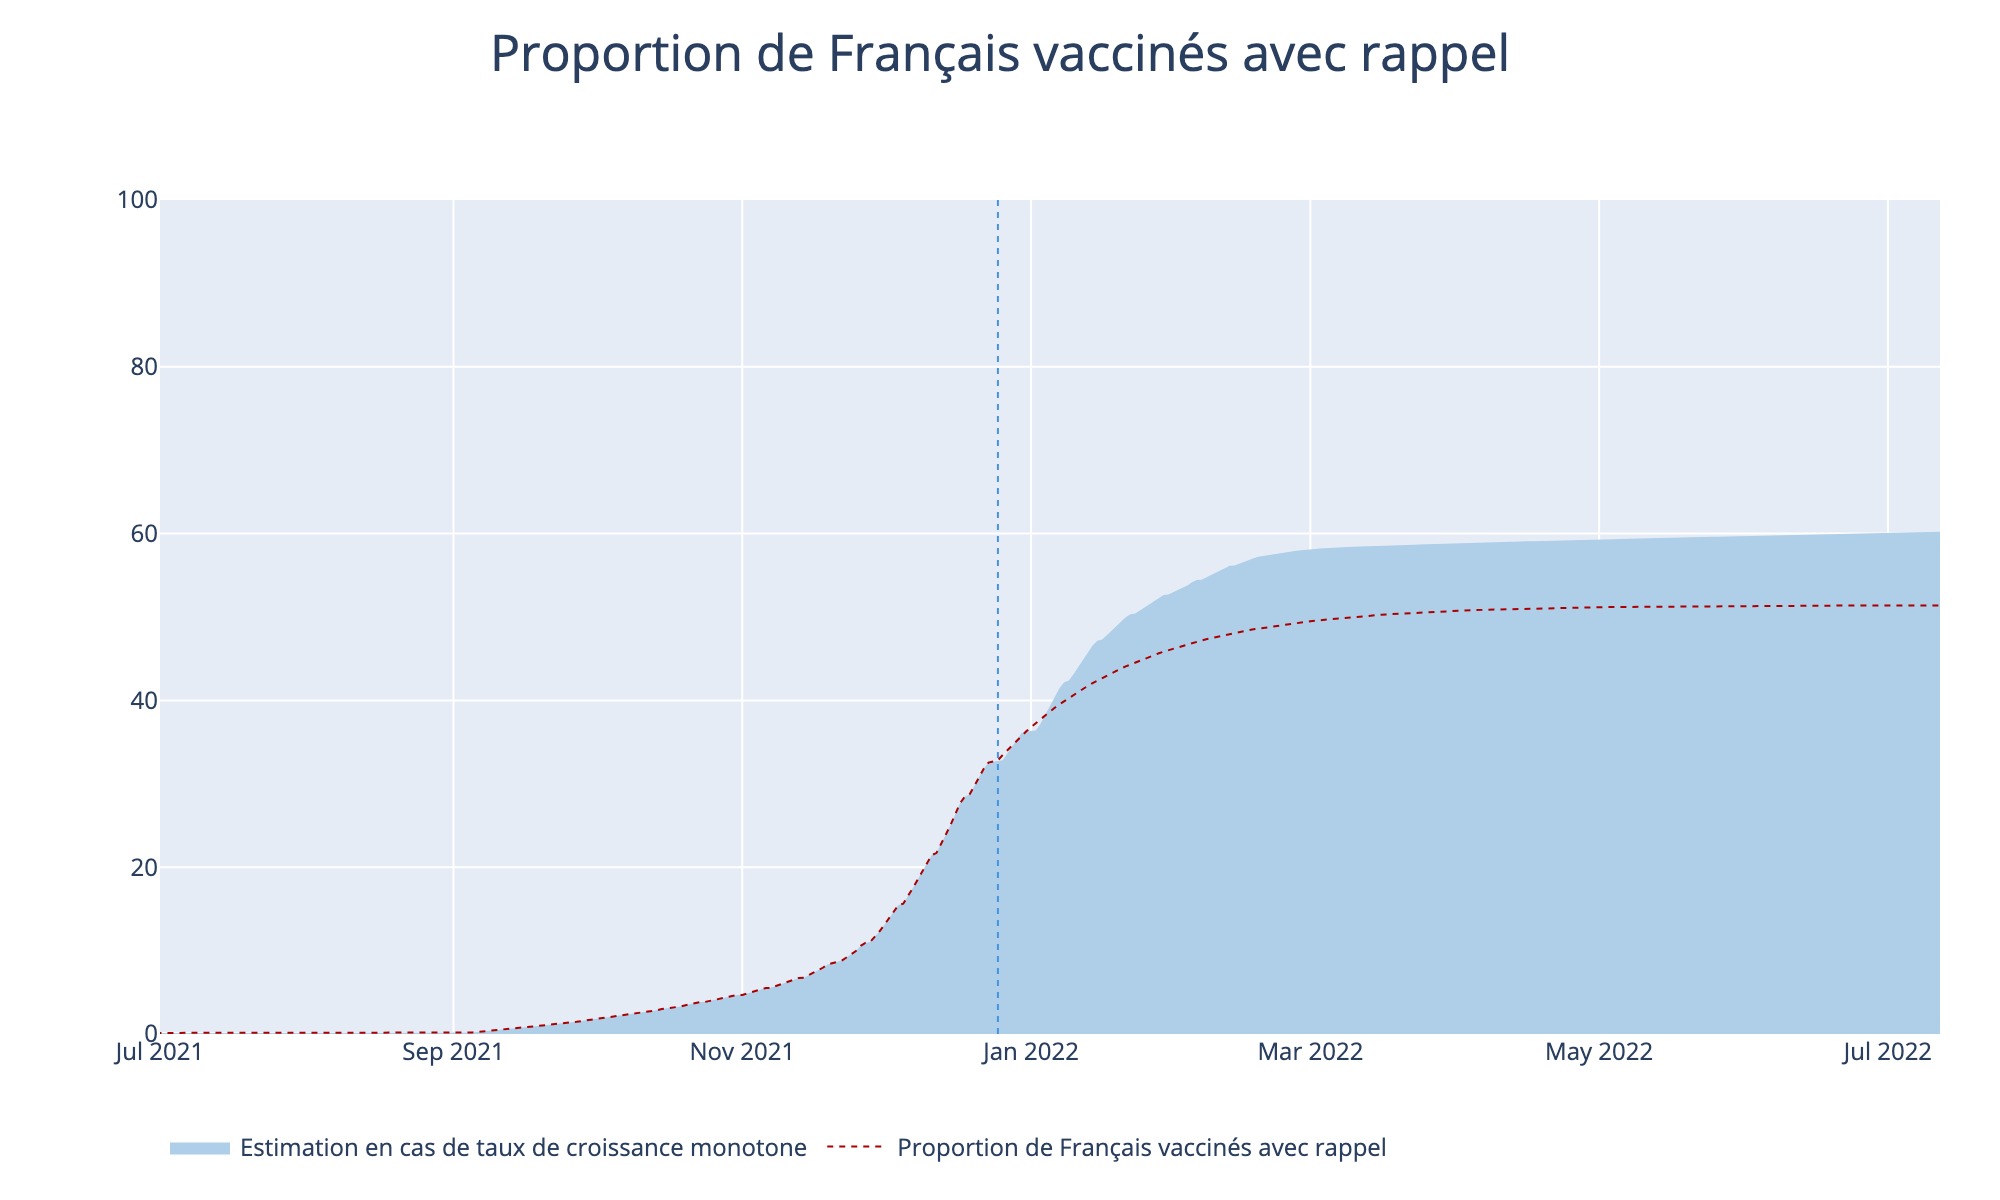 Proportion de Français vaccinés avec rappel
100
80
60
40
20
0
Jul 2021 Sep 2021 Nov 2021 Jan 2022 Mar 2022 May 2022 Jul 2022
Estimation en cas de taux de croissance monotone Proportion de Français vaccinés avec rappel